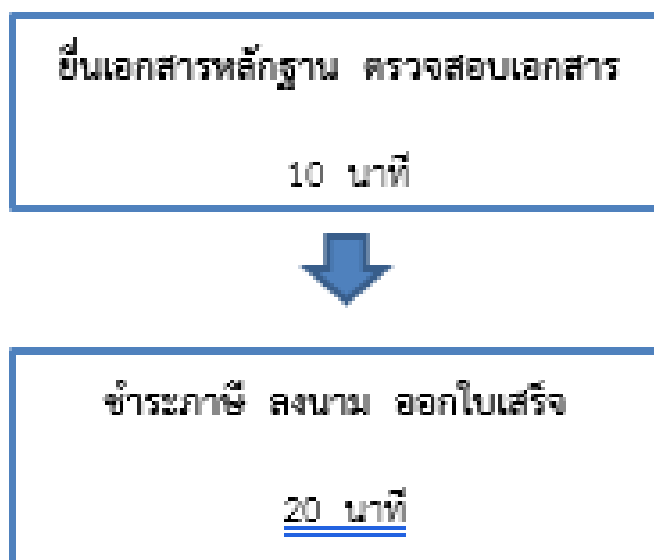 ยื่นเอกสารหลักฐาน ตรวจสอบเอกสาร
10 นาที
ชำระภาษี ลงนาม ออกใบเสร็จ
20 นาที